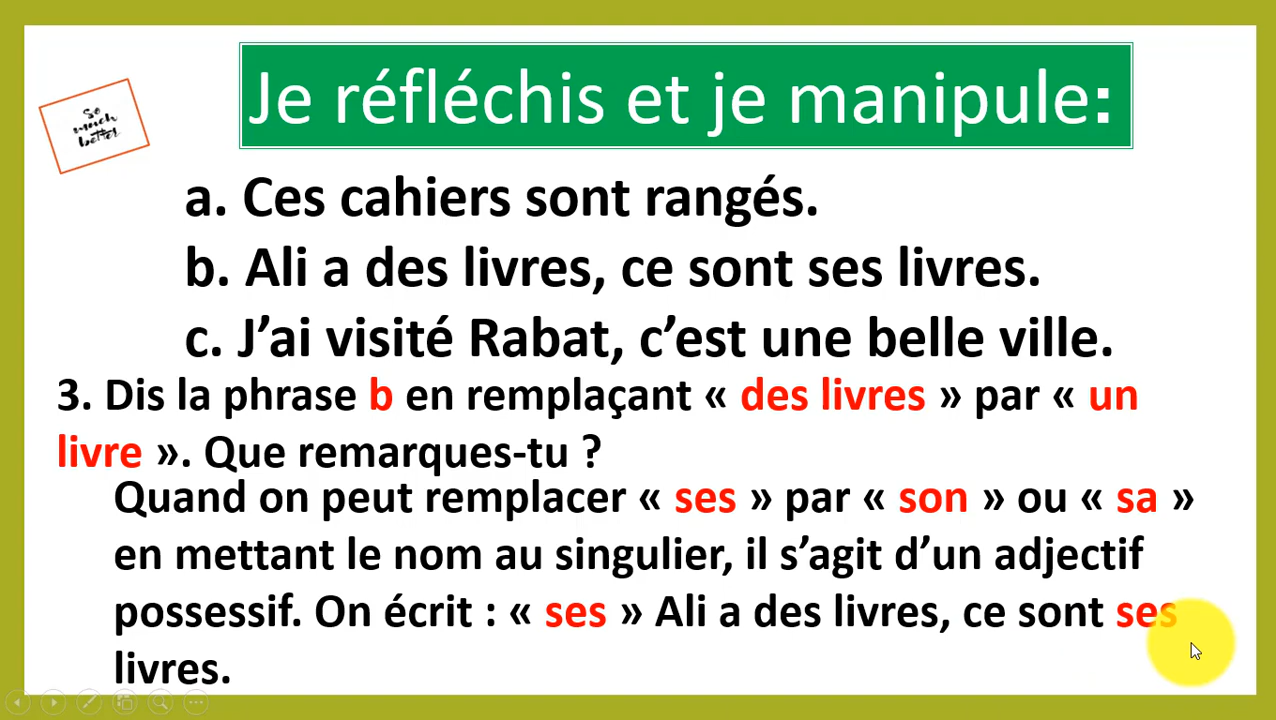 Je réfléchis et je manipule:
so
much
better
a. Ces cahiers sont rangés.
b. Ali a des livres, ce sont ses livres.
c. J’ai visité Rabat, c’est une belle ville.
3. Dis la phrase b en remplaçant « des livres » par « un
livre ». Que remarques-tu ?
Quand on peut remplacer « ses » par « son » ou « sa »
en mettant le nom au singulier, il s’agit d’un adjectif
possessif. On écrit : « ses » Ali a des livres, ce sont ses
livres.